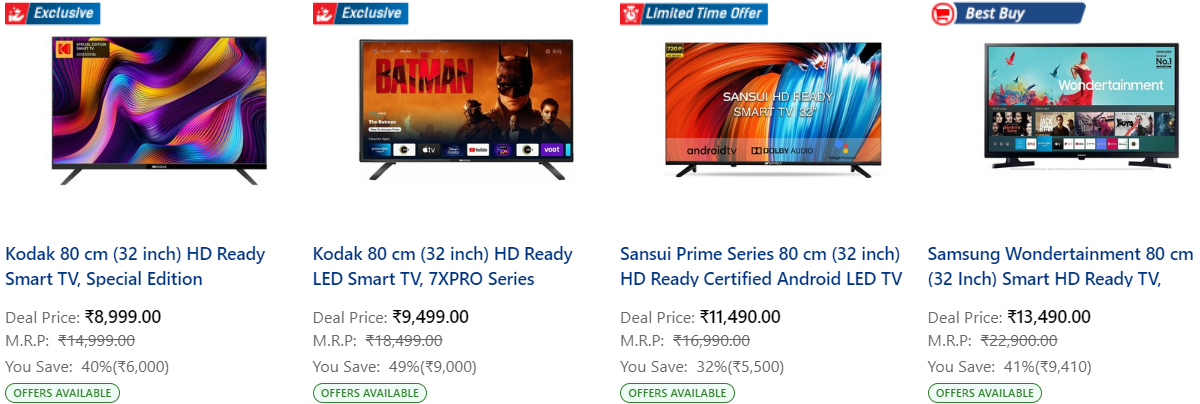 Exclusive
Exclusive
Limited Time Offer
Best Buy
KODAK
SPECIAL EDITION
SMART TV
BATMAN
The Batman
tv
YouTube
voot
720p
SANSUI HD READY
SMART TV 32"
androidtv
DOLBY AUDIO
No.1
Wondertainment
JACK RYAN
Kodak 80 cm (32 inch) HD Ready
Smart TV, Special Edition
Deal Price: ₹8,999.00
M.R.P: ₹14,999.00
You Save: 40%(₹6,000)
OFFERS AVAILABLE
Kodak 80 cm (32 inch) HD Ready
LED Smart TV, 7XPRO Series
Deal Price: ₹9,499.00
M.R.P: ₹18,499.00
You Save: 49%(₹9,000)
OFFERS AVAILABLE
Sansui Prime Series 80 cm (32 inch)
HD Ready Certified Android LED TV
Deal Price: ₹11,490.00
M.R.P: ₹16,990.00
You Save: 32%(₹5,500)
OFFERS AVAILABLE
Samsung Wondertainment 80 cm
(32 Inch) Smart HD Ready TV,
Deal Price: ₹13,490.00
M.R.P: ₹22,900.00
You Save: 41%(₹9,410)
OFFERS AVAILABLE